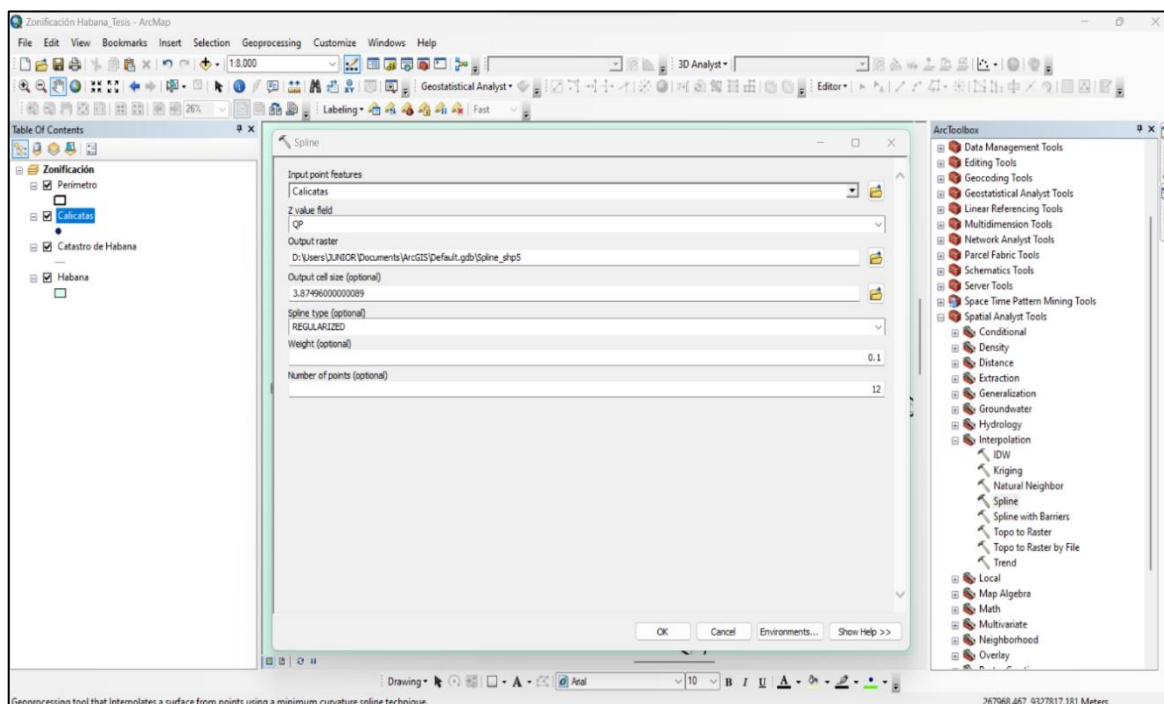 Zonificación Habana_Tesis - ArcMap
File Edit View Bookmarks Insert Selection Geoprocessing Customize Windows Help
1:8.000
3D Analyst
Geostatistical Analyst
Editor
26%
Labeling
Fast
Table Of Contents
Zonificación
Perímetro
Calicatas
Catastro de Habana
Habana
Spline
Input point features
Calicatas
Z value field
QP
Output raster
D:\Users\JUNIOR\Documents\ArcGIS\Default.gdb\Spline_shp5
Output cell size (optional)
3.87496000000089
Spline type (optional)
REGULARIZED
Weight (optional)
0.1
Number of points (optional)
12
OK Cancel Environments... Show Help >>
ArcToolbox
Data Management Tools
Editing Tools
Geocoding Tools
Geostatistical Analyst Tools
Linear Referencing Tools
Multidimension Tools
Network Analyst Tools
Parcel Fabric Tools
Schematics Tools
Server Tools
Space Time Pattern Mining Tools
Spatial Analyst Tools
Conditional
Density
Distance
Extraction
Generalization
Groundwater
Hydrology
Interpolation
IDW
Kriging
Natural Neighbor
Spline
Spline with Barriers
Topo to Raster
Topo to Raster by File
Trend
Local
Map Algebra
Math
Multivariate
Neighborhood
Overlay
Drawing
A
Arial
10
B I U A
Geoprocessing tool that Interpolates a surface from points using a minimum curvature spline technique.
267968.467 9327817.181 Meters